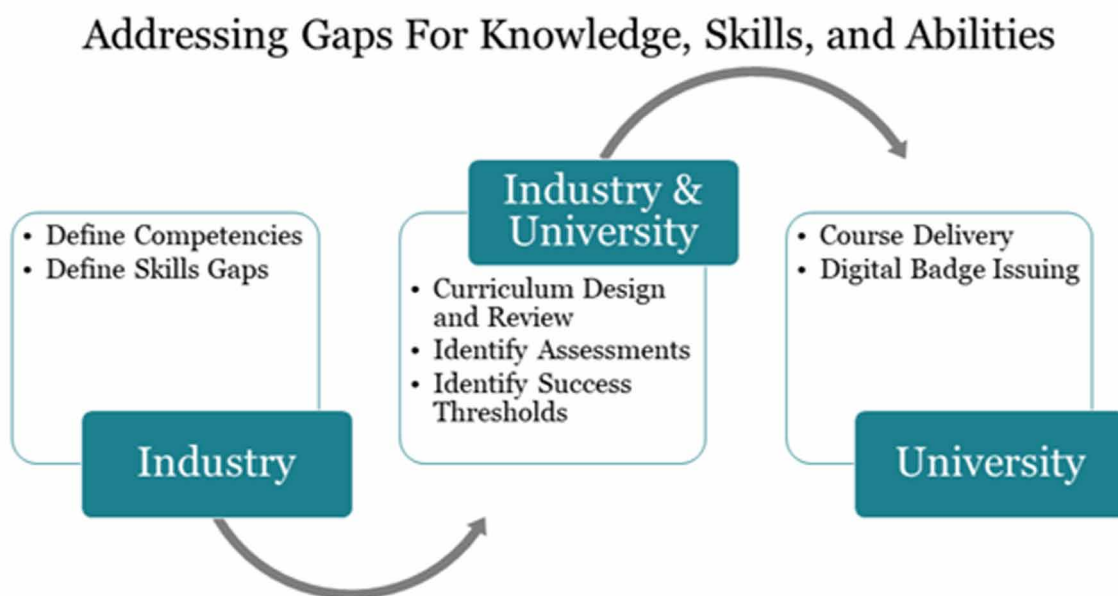 Addressing Gaps For Knowledge, Skills, and Abilities
• Define Competencies
• Define Skills Gaps
Industry
Industry &
University
• Curriculum Design
and Review
• Identify Assessments
• Identify Success
Thresholds
• Course Delivery
• Digital Badge Issuing
University